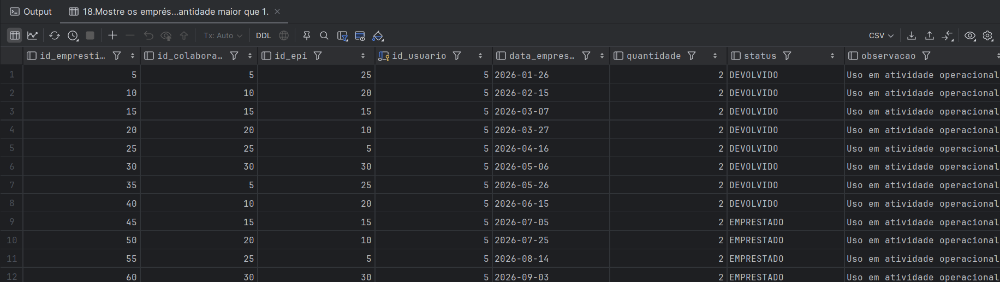 Output 18.Mostre os emprés...antidade maior que 1.
Tx: Auto DDL CSV
id_empresti... id_colabora... id_epi id_usuario data_empres... quantidade status observacao
1 5 5 25 5 2026-01-26 2 DEVOLVIDO Uso em atividade operacional
2 10 10 20 5 2026-02-15 2 DEVOLVIDO Uso em atividade operacional
3 15 15 15 5 2026-03-07 2 DEVOLVIDO Uso em atividade operacional
4 20 20 10 5 2026-03-27 2 DEVOLVIDO Uso em atividade operacional
5 25 25 5 5 2026-04-16 2 DEVOLVIDO Uso em atividade operacional
6 30 30 30 5 2026-05-06 2 DEVOLVIDO Uso em atividade operacional
7 35 5 25 5 2026-05-26 2 DEVOLVIDO Uso em atividade operacional
8 40 10 20 5 2026-06-15 2 DEVOLVIDO Uso em atividade operacional
9 45 15 15 5 2026-07-05 2 EMPRESTADO Uso em atividade operacional
10 50 20 10 5 2026-07-25 2 EMPRESTADO Uso em atividade operacional
11 55 25 5 5 2026-08-14 2 EMPRESTADO Uso em atividade operacional
12 60 30 30 5 2026-09-03 2 EMPRESTADO Uso em atividade operacional